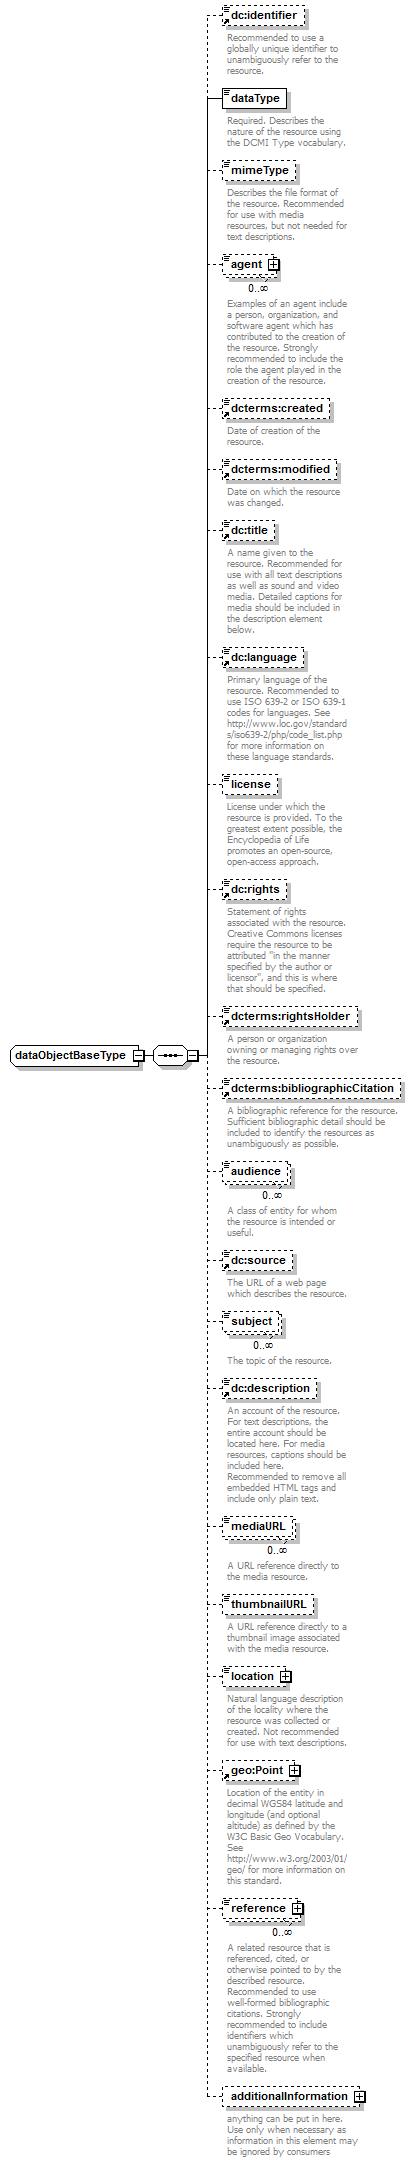 dc:identifier
Recommended to use a
globally unique identifier to
unambiguously refer to the
resource.
dataType
Required. Describes the
nature of the resource using
the DCMI Type vocabulary.
mimeType
Describes the file format of
the resource. Recommended
for use with media
resources, but not needed for
text descriptions.
agent
0..∞
Examples of an agent include
a person, organization, and
software agent which has
contributed to the creation of
the resource. Strongly
recommended to include the
role the agent played in the
creation of the resource.
dcterms:created
Date of creation of the
resource.
dcterms:modified
Date on which the resource
was changed.
dc:title
A name given to the
resource. Recommended for
use with all text descriptions
as well as sound and video
media. Detailed captions for
media should be included in
the description element
below.
dc:language
Primary language of the
resource. Recommended to
use ISO 639-2 or ISO 639-1
codes for languages. See
http://www.loc.gov/standard
s/iso639-2/php/code_list.php
for more information on
these language standards.
license
License under which the
resource is provided. To the
greatest extent possible, the
Encyclopedia of Life
promotes an open-source,
open-access approach.
dc:rights
Statement of rights
associated with the resource.
Creative Commons licenses
require the resource to be
attributed "in the manner
specified by the author or
licensor", and this is where
that should be specified.
dcterms:rightsHolder
A person or organization
owning or managing rights over
the resource.
dataObjectBaseType
dcterms:bibliographicCitation
A bibliographic reference for the resource.
Sufficient bibliographic detail should be
included to identify the resources as
unambiguously as possible.
audience
0..∞
A class of entity for whom
the resource is intended or
useful.
dc:source
The URL of a web page
which describes the resource.
subject
0..∞
The topic of the resource.
dc:description
An account of the resource.
For text descriptions, the
entire account should be
located here. For media
resources, captions should be
included here.
Recommended to remove all
embedded HTML tags and
include only plain text.
mediaURL
0..∞
A URL reference directly to
the media resource.
thumbnailURL
A URL reference directly to a
thumbnail image associated
with the media resource.
location
Natural language description
of the locality where the
resource was collected or
created. Not recommended
for use with text descriptions.
geo:Point
Location of the entity in
decimal WGS84 latitude and
longitude (and optional
altitude) as defined by the
W3C Basic Geo Vocabulary.
See
http://www.w3.org/2003/01/
geo/ for more information on
this standard.
reference
0..∞
A related resource that is
referenced, cited, or
otherwise pointed to by the
described resource.
Recommended to use
well-formed bibliographic
citations. Strongly
recommended to include
identifiers which
unambiguously refer to the
specified resource when
available.
additionalInformation
anything can be put in here.
Use only when necessary as
information in this element may
be ignored by consumers